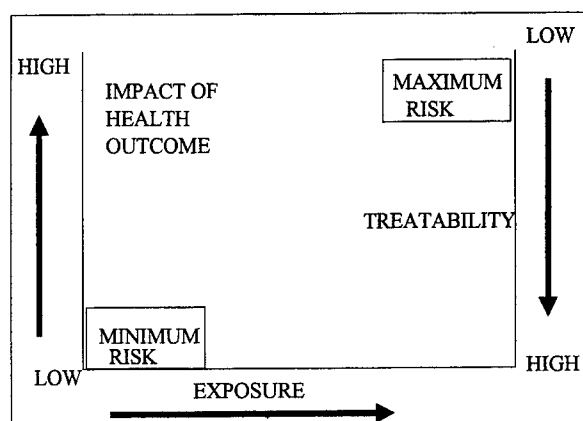 LOW
HIGH
MAXIMUM
RISK
IMPACT OF
HEALTH
OUTCOME
TREATABILITY
MINIMUM
RISK
LOW
HIGH
EXPOSURE